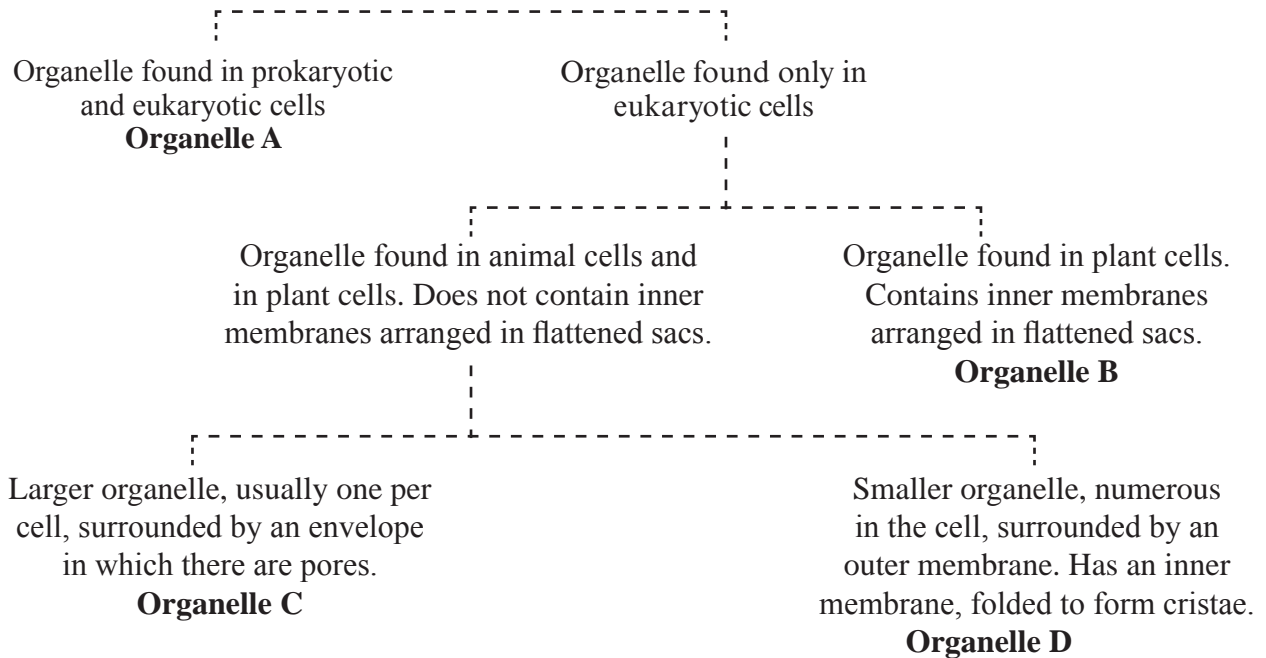 Organelle found in prokaryotic
and eukaryotic cells
Organelle A
Organelle found only in
eukaryotic cells
Organelle found in animal cells and
in plant cells. Does not contain inner
membranes arranged in flattened sacs.
Organelle found in plant cells.
Contains inner membranes
arranged in flattened sacs.
Organelle B
Larger organelle, usually one per
cell, surrounded by an envelope
in which there are pores.
Organelle C
Smaller organelle, numerous
in the cell, surrounded by an
outer membrane. Has an inner
membrane, folded to form cristae.
Organelle D